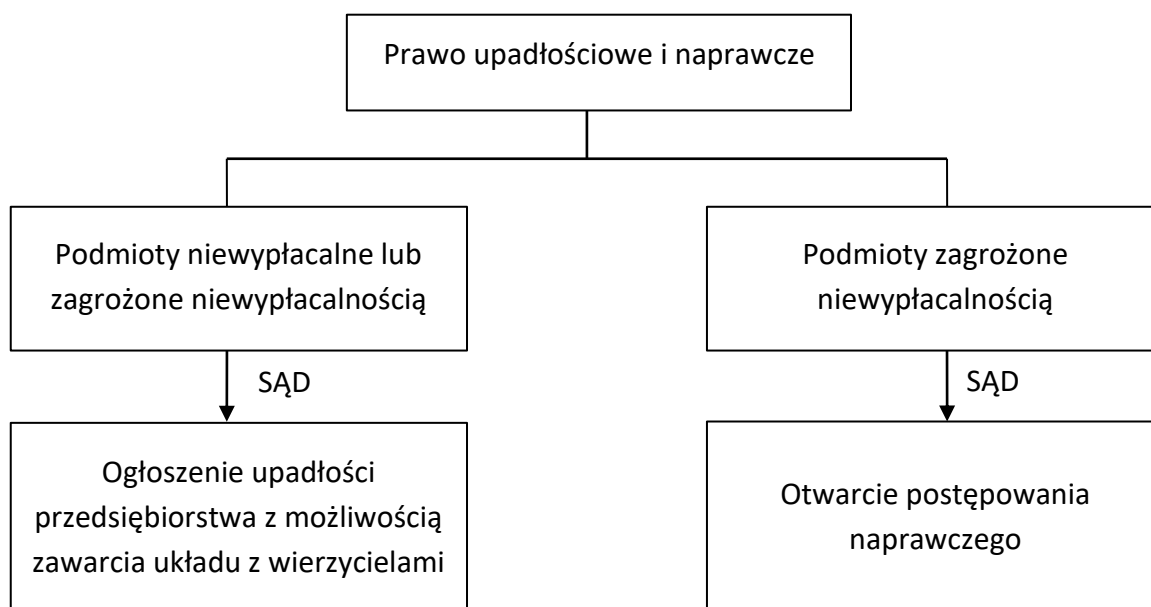 Prawo upadłościowe i naprawcze
Podmioty niewypłacalne lub
zagrożone niewypłacalnością
Podmioty zagrożone
niewypłacalnością
SĄD
SĄD
Ogłoszenie upadłości
przedsiębiorstwa z możliwością
zawarcia układu z wierzycielami
Otwarcie postępowania
naprawczego